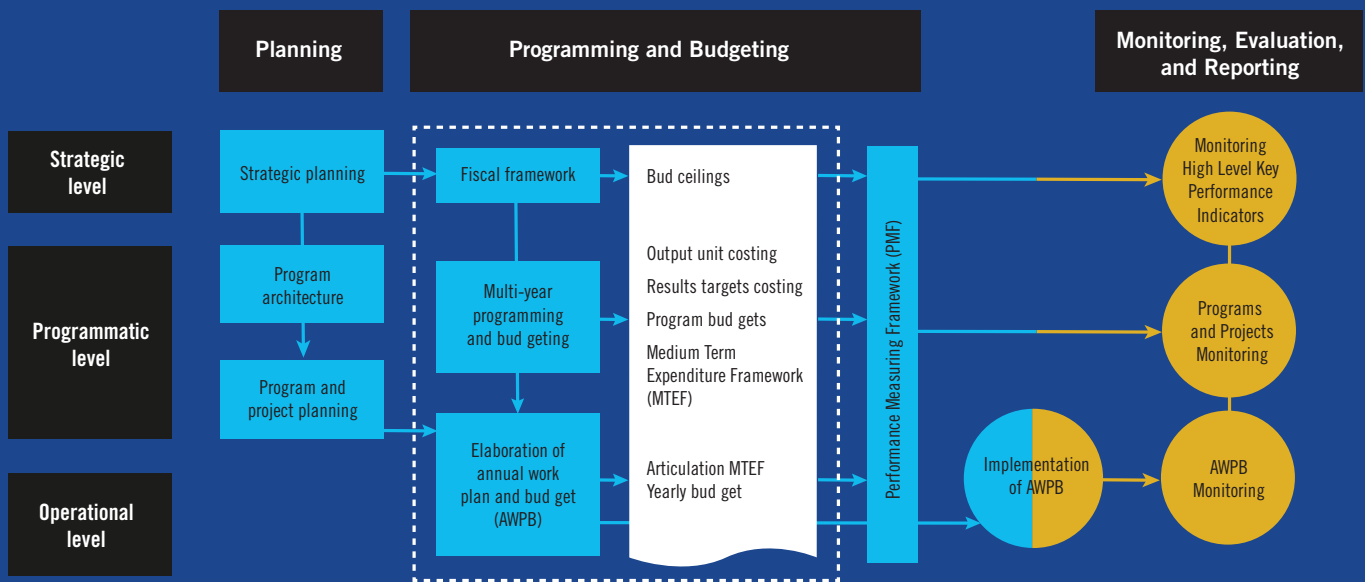 Planning
Programming and Budgeting
Monitoring, Evaluation,
and Reporting
Strategic
level
Strategic planning
Fiscal framework
Bud ceilings
Monitoring
High Level Key
Performance
Indicators
Programmatic
level
Program
architecture
Program and
project planning
Multi-year
programming
and bud geting
Output unit costing
Results targets costing
Program bud gets
Medium Term
Expenditure Framework
(MTEF)
Performance Measuring Framework (PMF)
Programs
and Projects
Monitoring
Operational
level
Elaboration of
annual work
plan and bud get
(AWPB)
Articulation MTEF
Yearly bud get
Implementation
of AWPB
AWPB
Monitoring